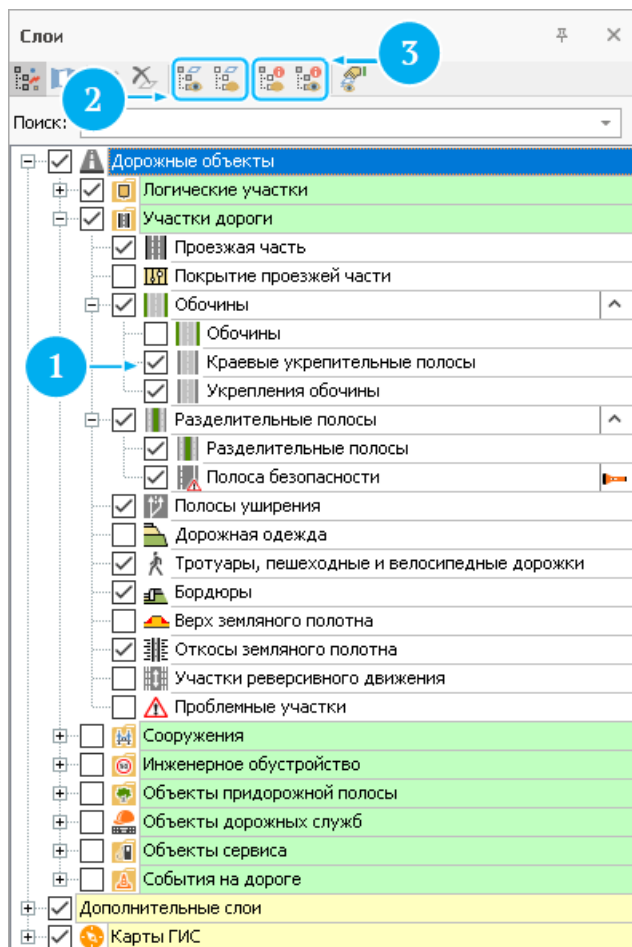 Слои
3
2
Поиск:
Дорожные объекты
Логические участки
Участки дороги
Проезжая часть
Покрытие проезжей части
Обочины
Обочины
1
Краевые укрепительные полосы
Укрепления обочины
Разделительные полосы
Разделительные полосы
Полоса безопасности
Полосы уширения
Дорожная одежда
Тротуары, пешеходные и велосипедные дорожки
Бордюры
Верх земляного полотна
Откосы земляного полотна
Участки реверсивного движения
Проблемные участки
Сооружения
Инженерное обустройство
Объекты придорожной полосы
Объекты дорожных служб
Объекты сервиса
События на дороге
Дополнительные слои
Карты ГИС